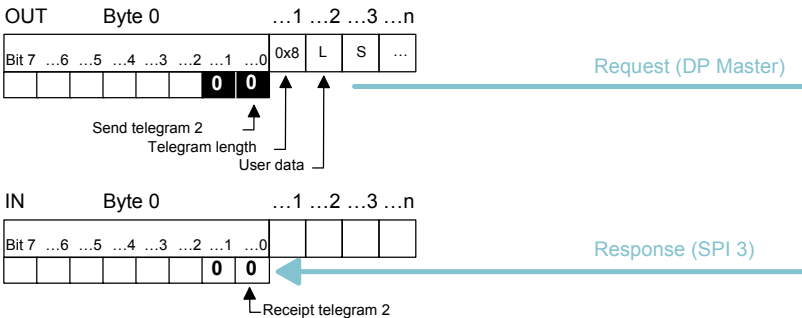 OUT Byte 0 …1 …2 …3 …n
Bit 7 …6 …5 …4 …3 …2 …1 …0 0x8 L S …
0 0
Request (DP Master)
Send telegram 2
Telegram length
User data
IN Byte 0 …1 …2 …3 …n
Bit 7 …6 …5 …4 …3 …2 …1 …0
0 0
Response (SPI 3)
Receipt telegram 2